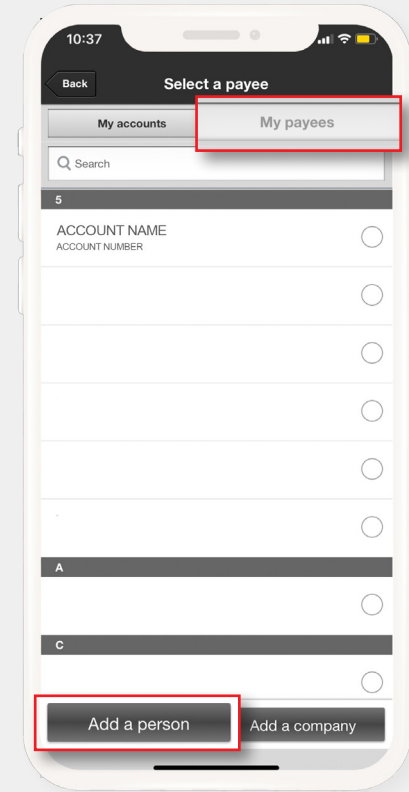 10:37
Back
Select a payee
My accounts
My payees
Search
5
ACCOUNT NAME
ACCOUNT NUMBER
A
C
Add a person
Add a company